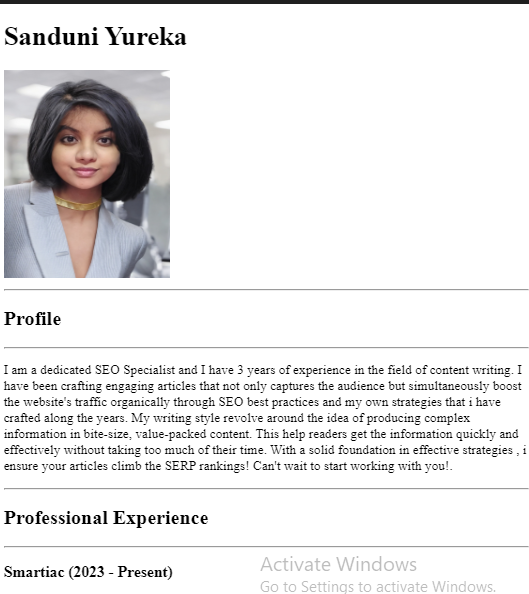 Sanduni Yureka
Profile
I am a dedicated SEO Specialist and I have 3 years of experience in the field of content writing. I
have been crafting engaging articles that not only captures the audience but simultaneously boost
the website's traffic organically through SEO best practices and my own strategies that i have
crafted along the years. My writing style revolve around the idea of producing complex
information in bite-size, value-packed content. This help readers get the information quickly and
effectively without taking too much of their time. With a solid foundation in effective strategies , i
ensure your articles climb the SERP rankings! Can't wait to start working with you!.
Professional Experience
Smartiac (2023 - Present)
Activate Windows
Go to Settings to activate Windows.